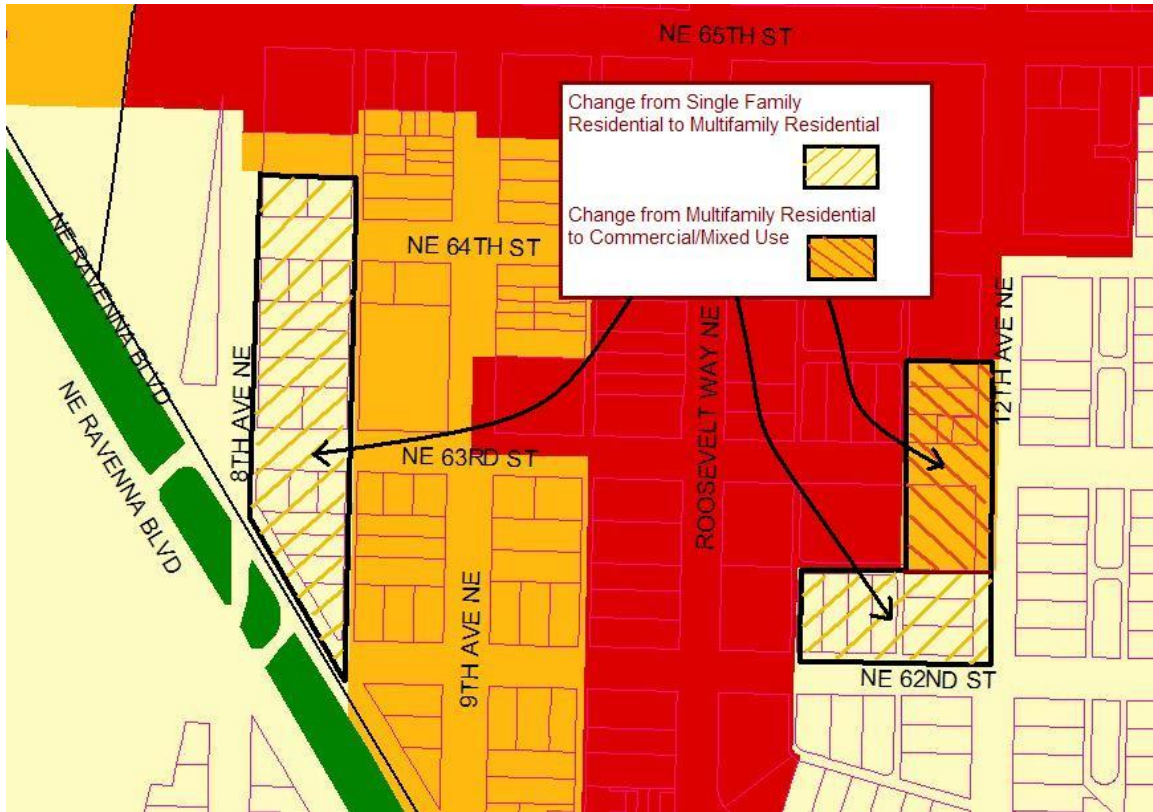 NE 65TH ST
Change from Single Family
Residential to Multifamily Residential
Change from Multifamily Residential
to Commercial/Mixed Use
NE RAVENNA BLVD
NE RAVENNA BLVD
8TH AVE NE
NE 64TH ST
NE 63RD ST
9TH AVE NE
ROOSEVELT WAY NE
12TH AVE NE
NE 62ND ST